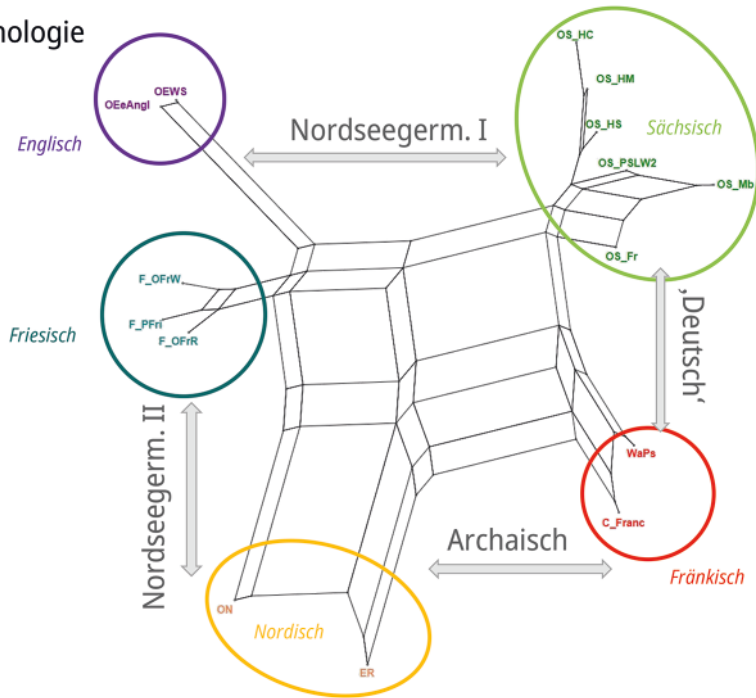 nologie
OEWS
OEeAngl
Englisch
Nordseegerm. I
OS_HC
OS_HM
OS_HS
Sächsisch
OS_PSLW2
OS_Mb
OS_Fr
F_OFrW
F_PFri
F_OFrR
Friesisch
‚Deutsch‘
Nordseegerm. II
WaPs
C_Franc
Fränkisch
Archaisch
ON
Nordisch
ER